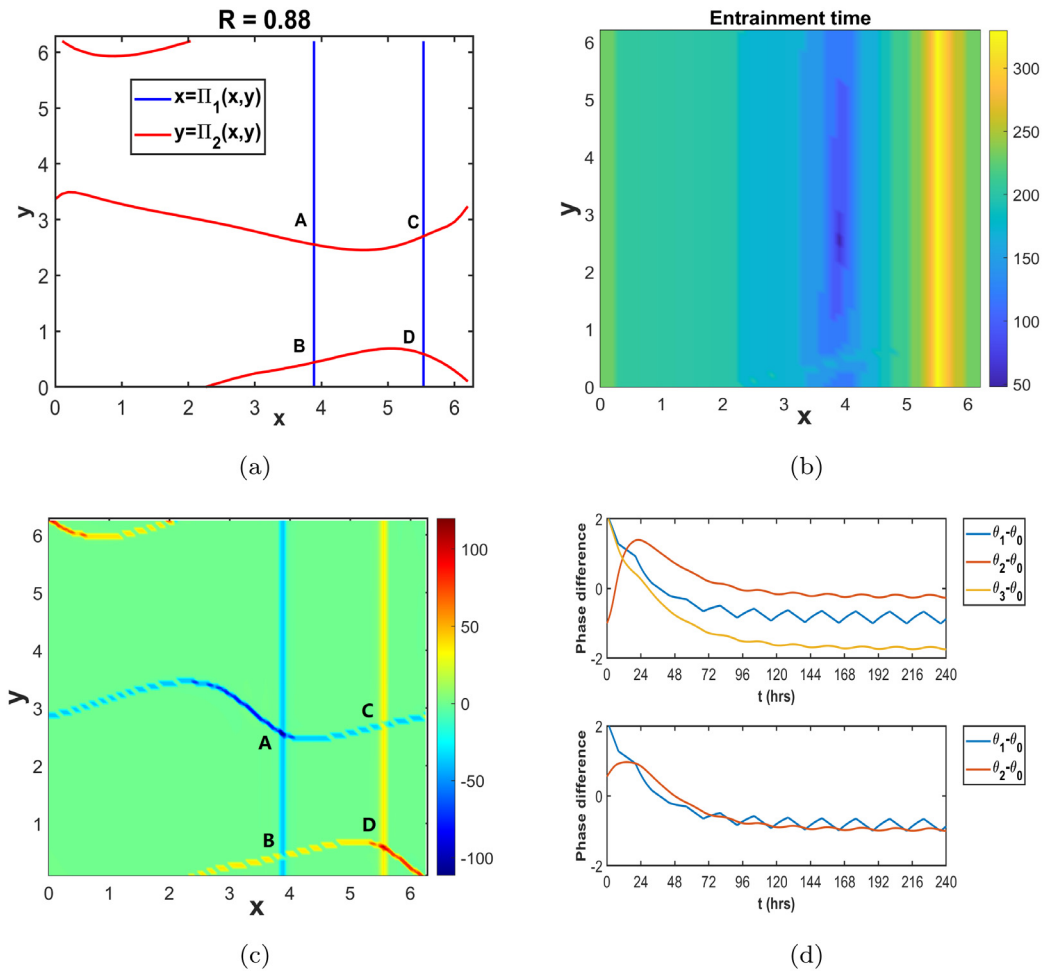 R = 0.88
6
5
4
3
2
1
0
y
x=Π1(x,y)
y=Π2(x,y)
A
C
B
D
0 1 2 3 4 5 6
x
(a)
Entrainment time
6
5
4
3
2
1
0
y
0 1 2 3 4 5 6
x
300
250
200
150
100
50
(b)
6
5
4
3
2
1
y
A
C
B
D
0 1 2 3 4 5 6
x
100
50
0
-50
-100
(c)
2
0
-2
Phase difference
0 24 48 72 96 120 144 168 192 216 240
t (hrs)
θ1-θ0
θ2-θ0
θ3-θ0
2
0
-2
Phase difference
0 24 48 72 96 120 144 168 192 216 240
t (hrs)
θ1-θ0
θ2-θ0
(d)